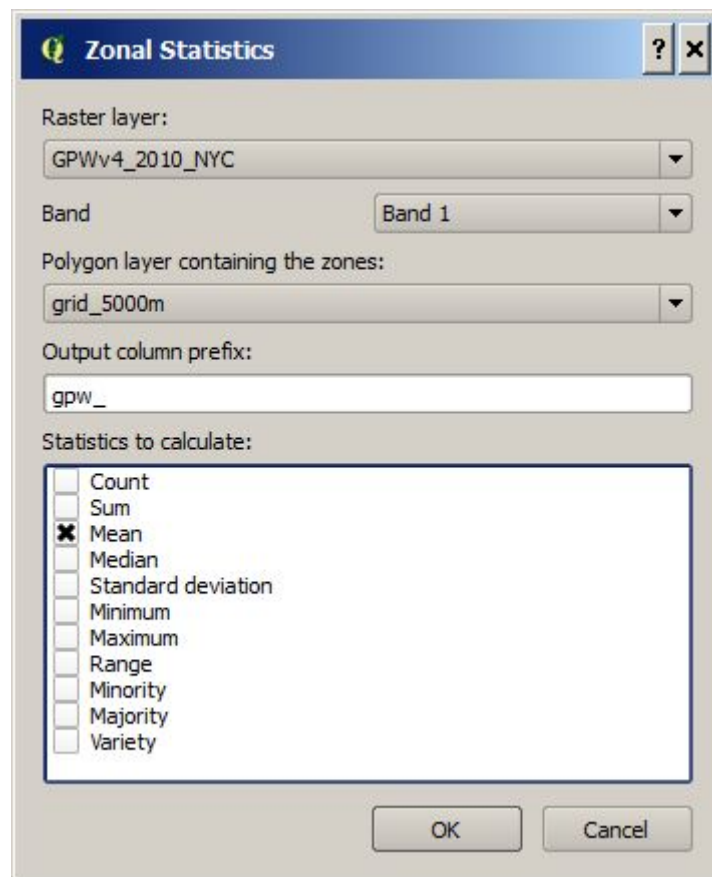 Zonal Statistics
Raster layer:
GPWv4_2010_NYC
Band Band 1
Polygon layer containing the zones:
grid_5000m
Output column prefix:
gpw_
Statistics to calculate:
Count
Sum
Mean
Median
Standard deviation
Minimum
Maximum
Range
Minority
Majority
Variety
OK Cancel